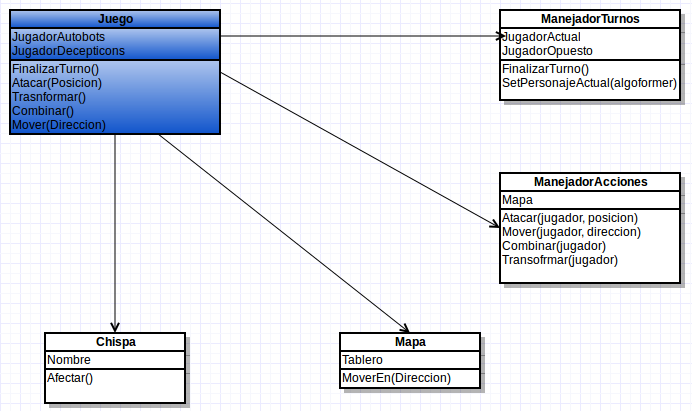 Juego
JugadorAutobots
JugadorDecepticons
FinalizarTurno()
Atacar(Posicion)
Trasnformar()
Combinar()
Mover(Direccion)
ManejadorTurnos
JugadorActual
JugadorOpuesto
FinalizarTurno()
SetPersonajeActual(algoformer)
ManejadorAcciones
Mapa
Atacar(jugador, posicion)
Mover(jugador, direccion)
Combinar(jugador)
Transofrmar(jugador)
Chispa
Nombre
Afectar()
Mapa
Tablero
MoverEn(Direccion)